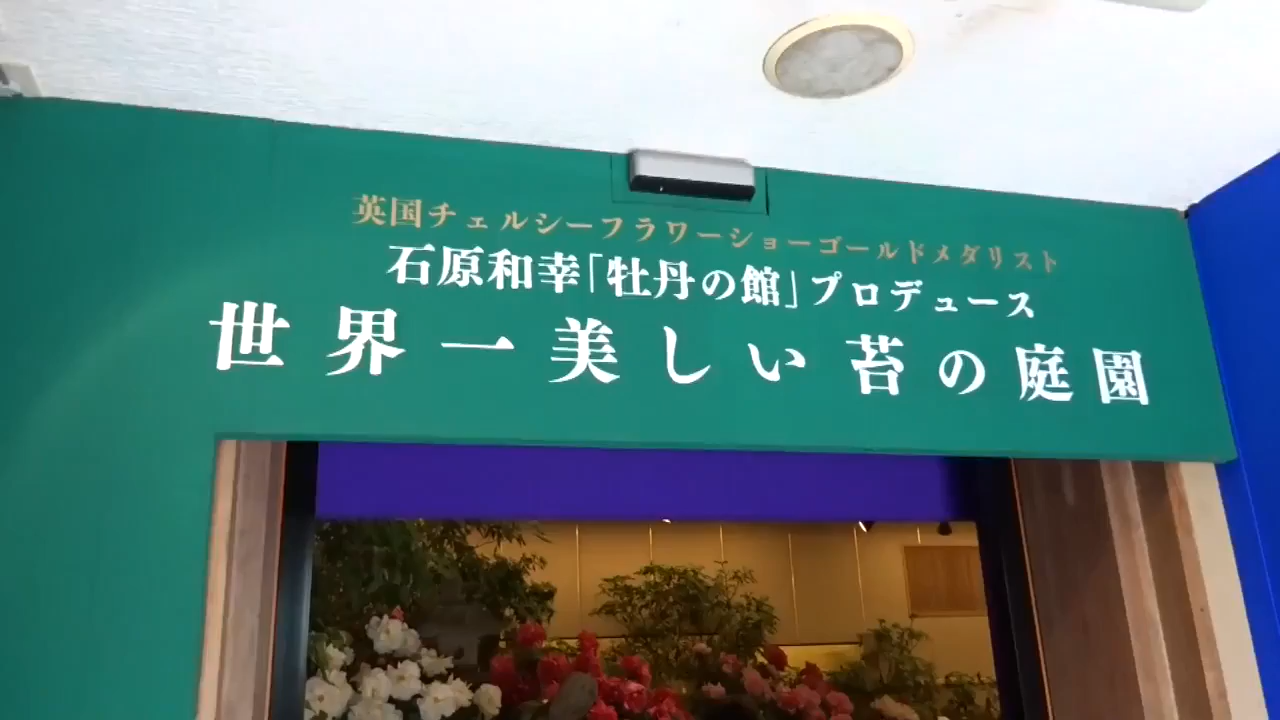 英国チェルシーフラワーショーゴールドメダリスト
石原和幸「牡丹の館」プロデュース
世界一美しい苔の庭園